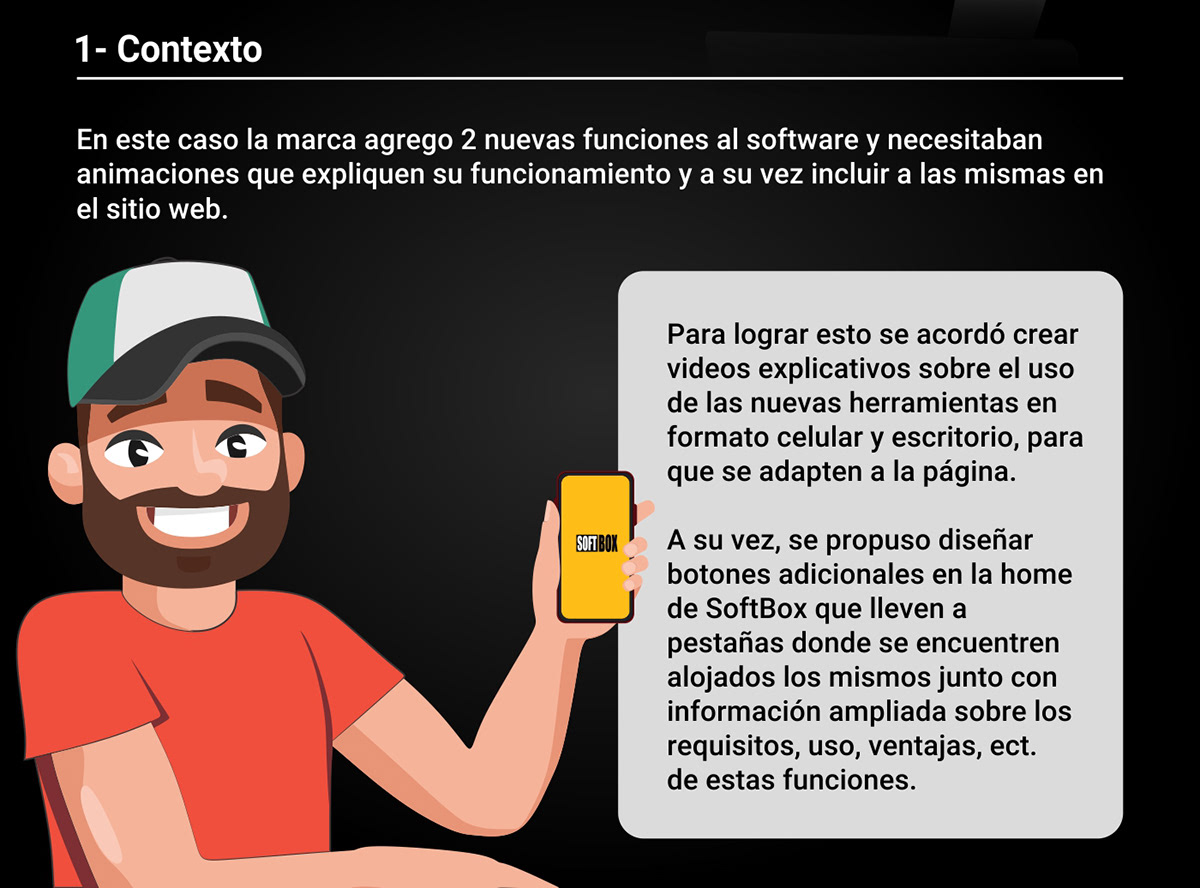 1- Contexto
En este caso la marca agrego 2 nuevas funciones al software y necesitaban
animaciones que expliquen su funcionamiento y a su vez incluir a las mismas en
el sitio web.
Para lograr esto se acordó crear
videos explicativos sobre el uso
de las nuevas herramientas en
formato celular y escritorio, para
que se adapten a la página.
SOFTBOX
A su vez, se propuso diseñar
botones adicionales en la home
de SoftBox que lleven a
pestañas donde se encuentren
alojados los mismos junto con
información ampliada sobre los
requisitos, uso, ventajas, ect.
de estas funciones.